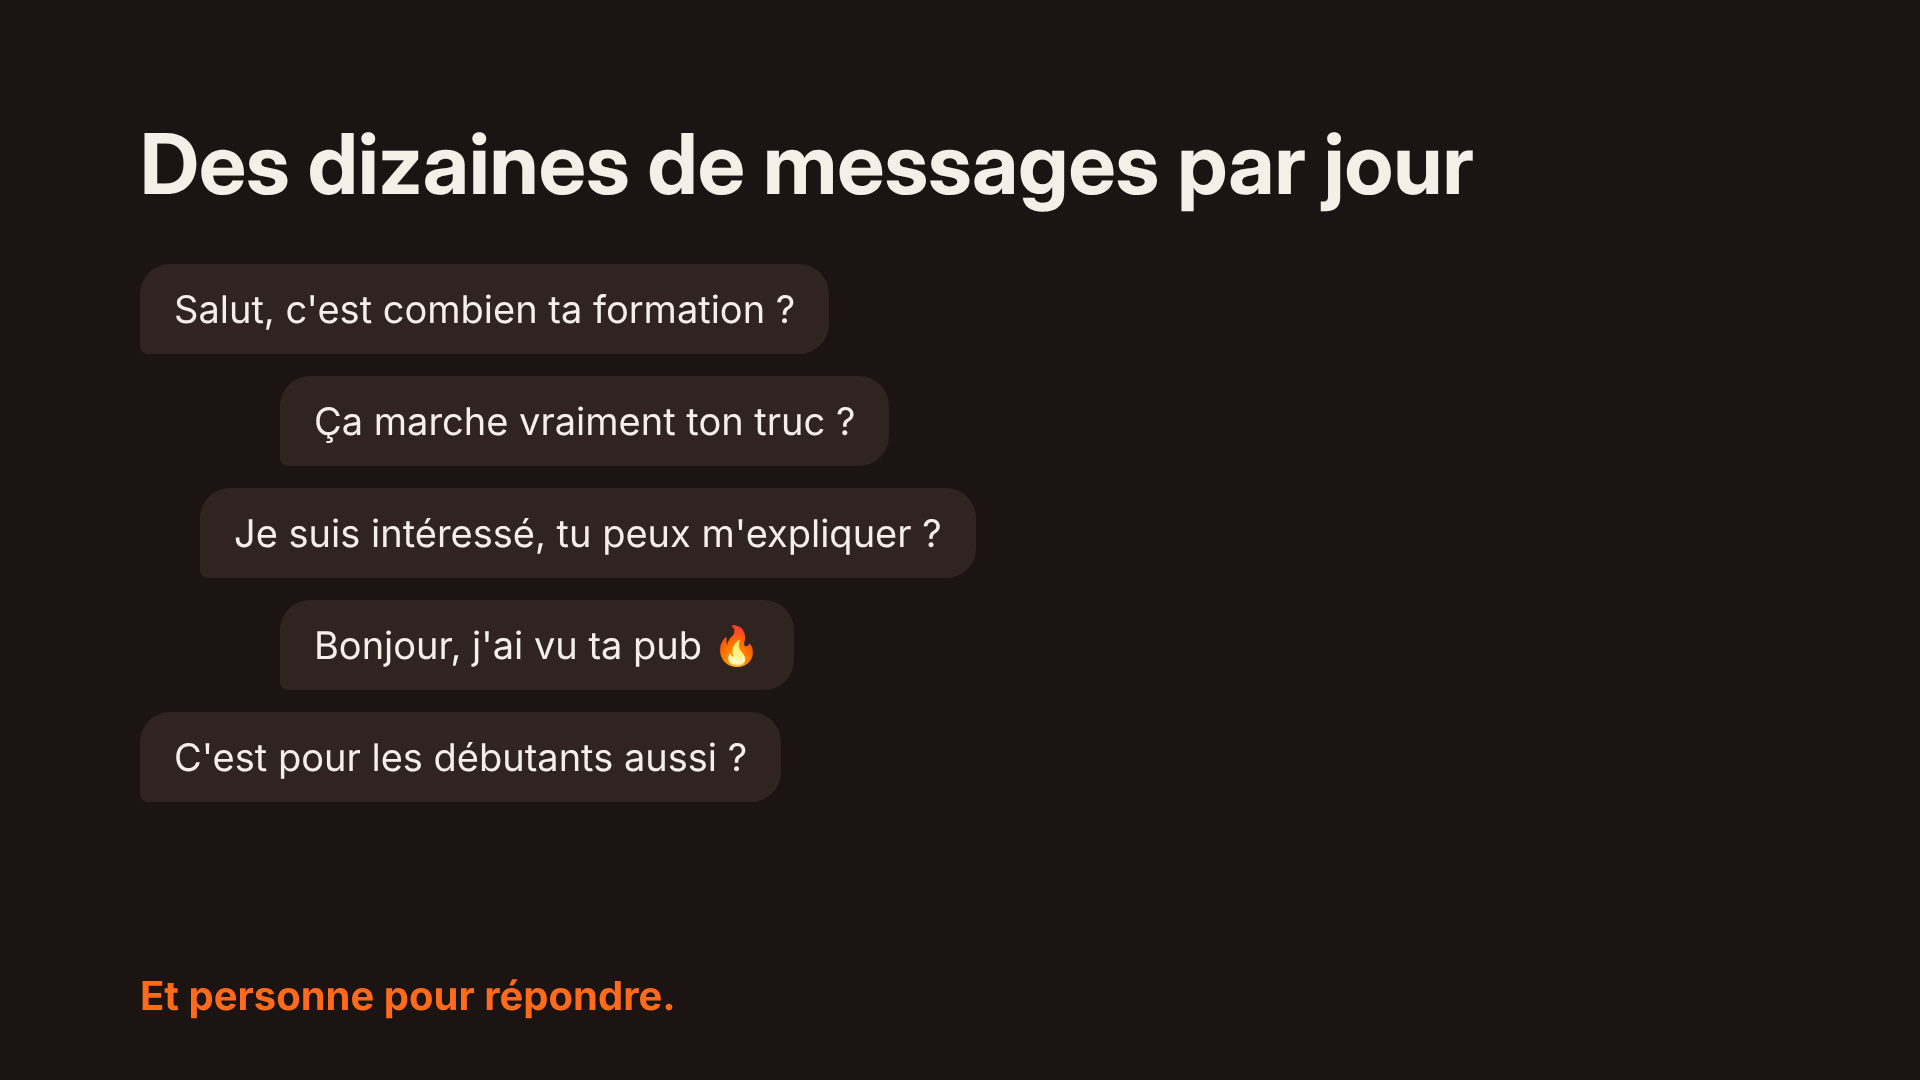 Des dizaines de messages par jour
Salut, c'est combien ta formation ?
Ça marche vraiment ton truc ?
Je suis intéressé, tu peux m'expliquer ?
Bonjour, j'ai vu ta pub 🔥
C'est pour les débutants aussi ?
Et personne pour répondre.